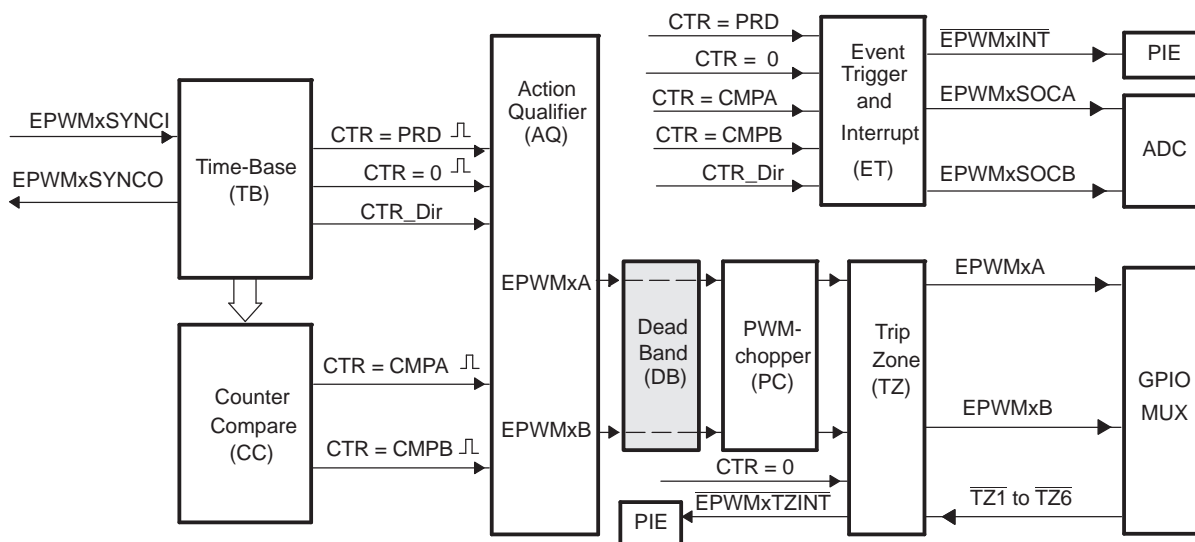 EPWMxSYNCI
EPWMxSYNCO
Time-Base
(TB)
CTR = PRD
CTR = 0
CTR_Dir
Counter
Compare
(CC)
CTR = CMPA
CTR = CMPB
Action
Qualifier
(AQ)
EPWMxA
EPWMxB
CTR = PRD
CTR = 0
CTR = CMPA
CTR = CMPB
CTR_Dir
Event
Trigger
and
Interrupt
(ET)
EPWMxINT
EPWMxSOCA
EPWMxSOCB
PIE
ADC
Dead
Band
(DB)
PWM-
chopper
(PC)
Trip
Zone
(TZ)
CTR = 0
EPWMxTZINT
PIE
EPWMxA
EPWMxB
TZ1 to TZ6
GPIO
MUX